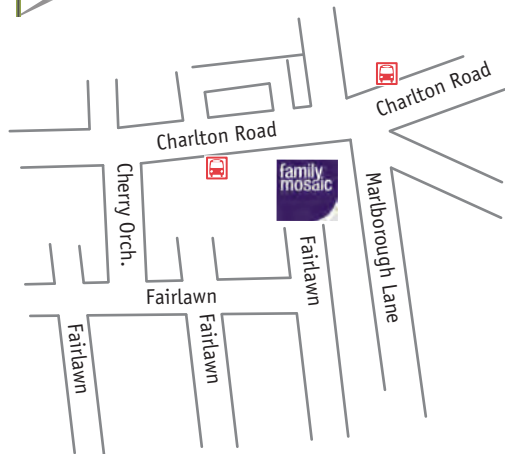 Charlton Road
Charlton Road
family
mosaic
Cherry Orch.
Marlborough Lane
Fairlawn
Fairlawn
Fairlawn
Fairlawn